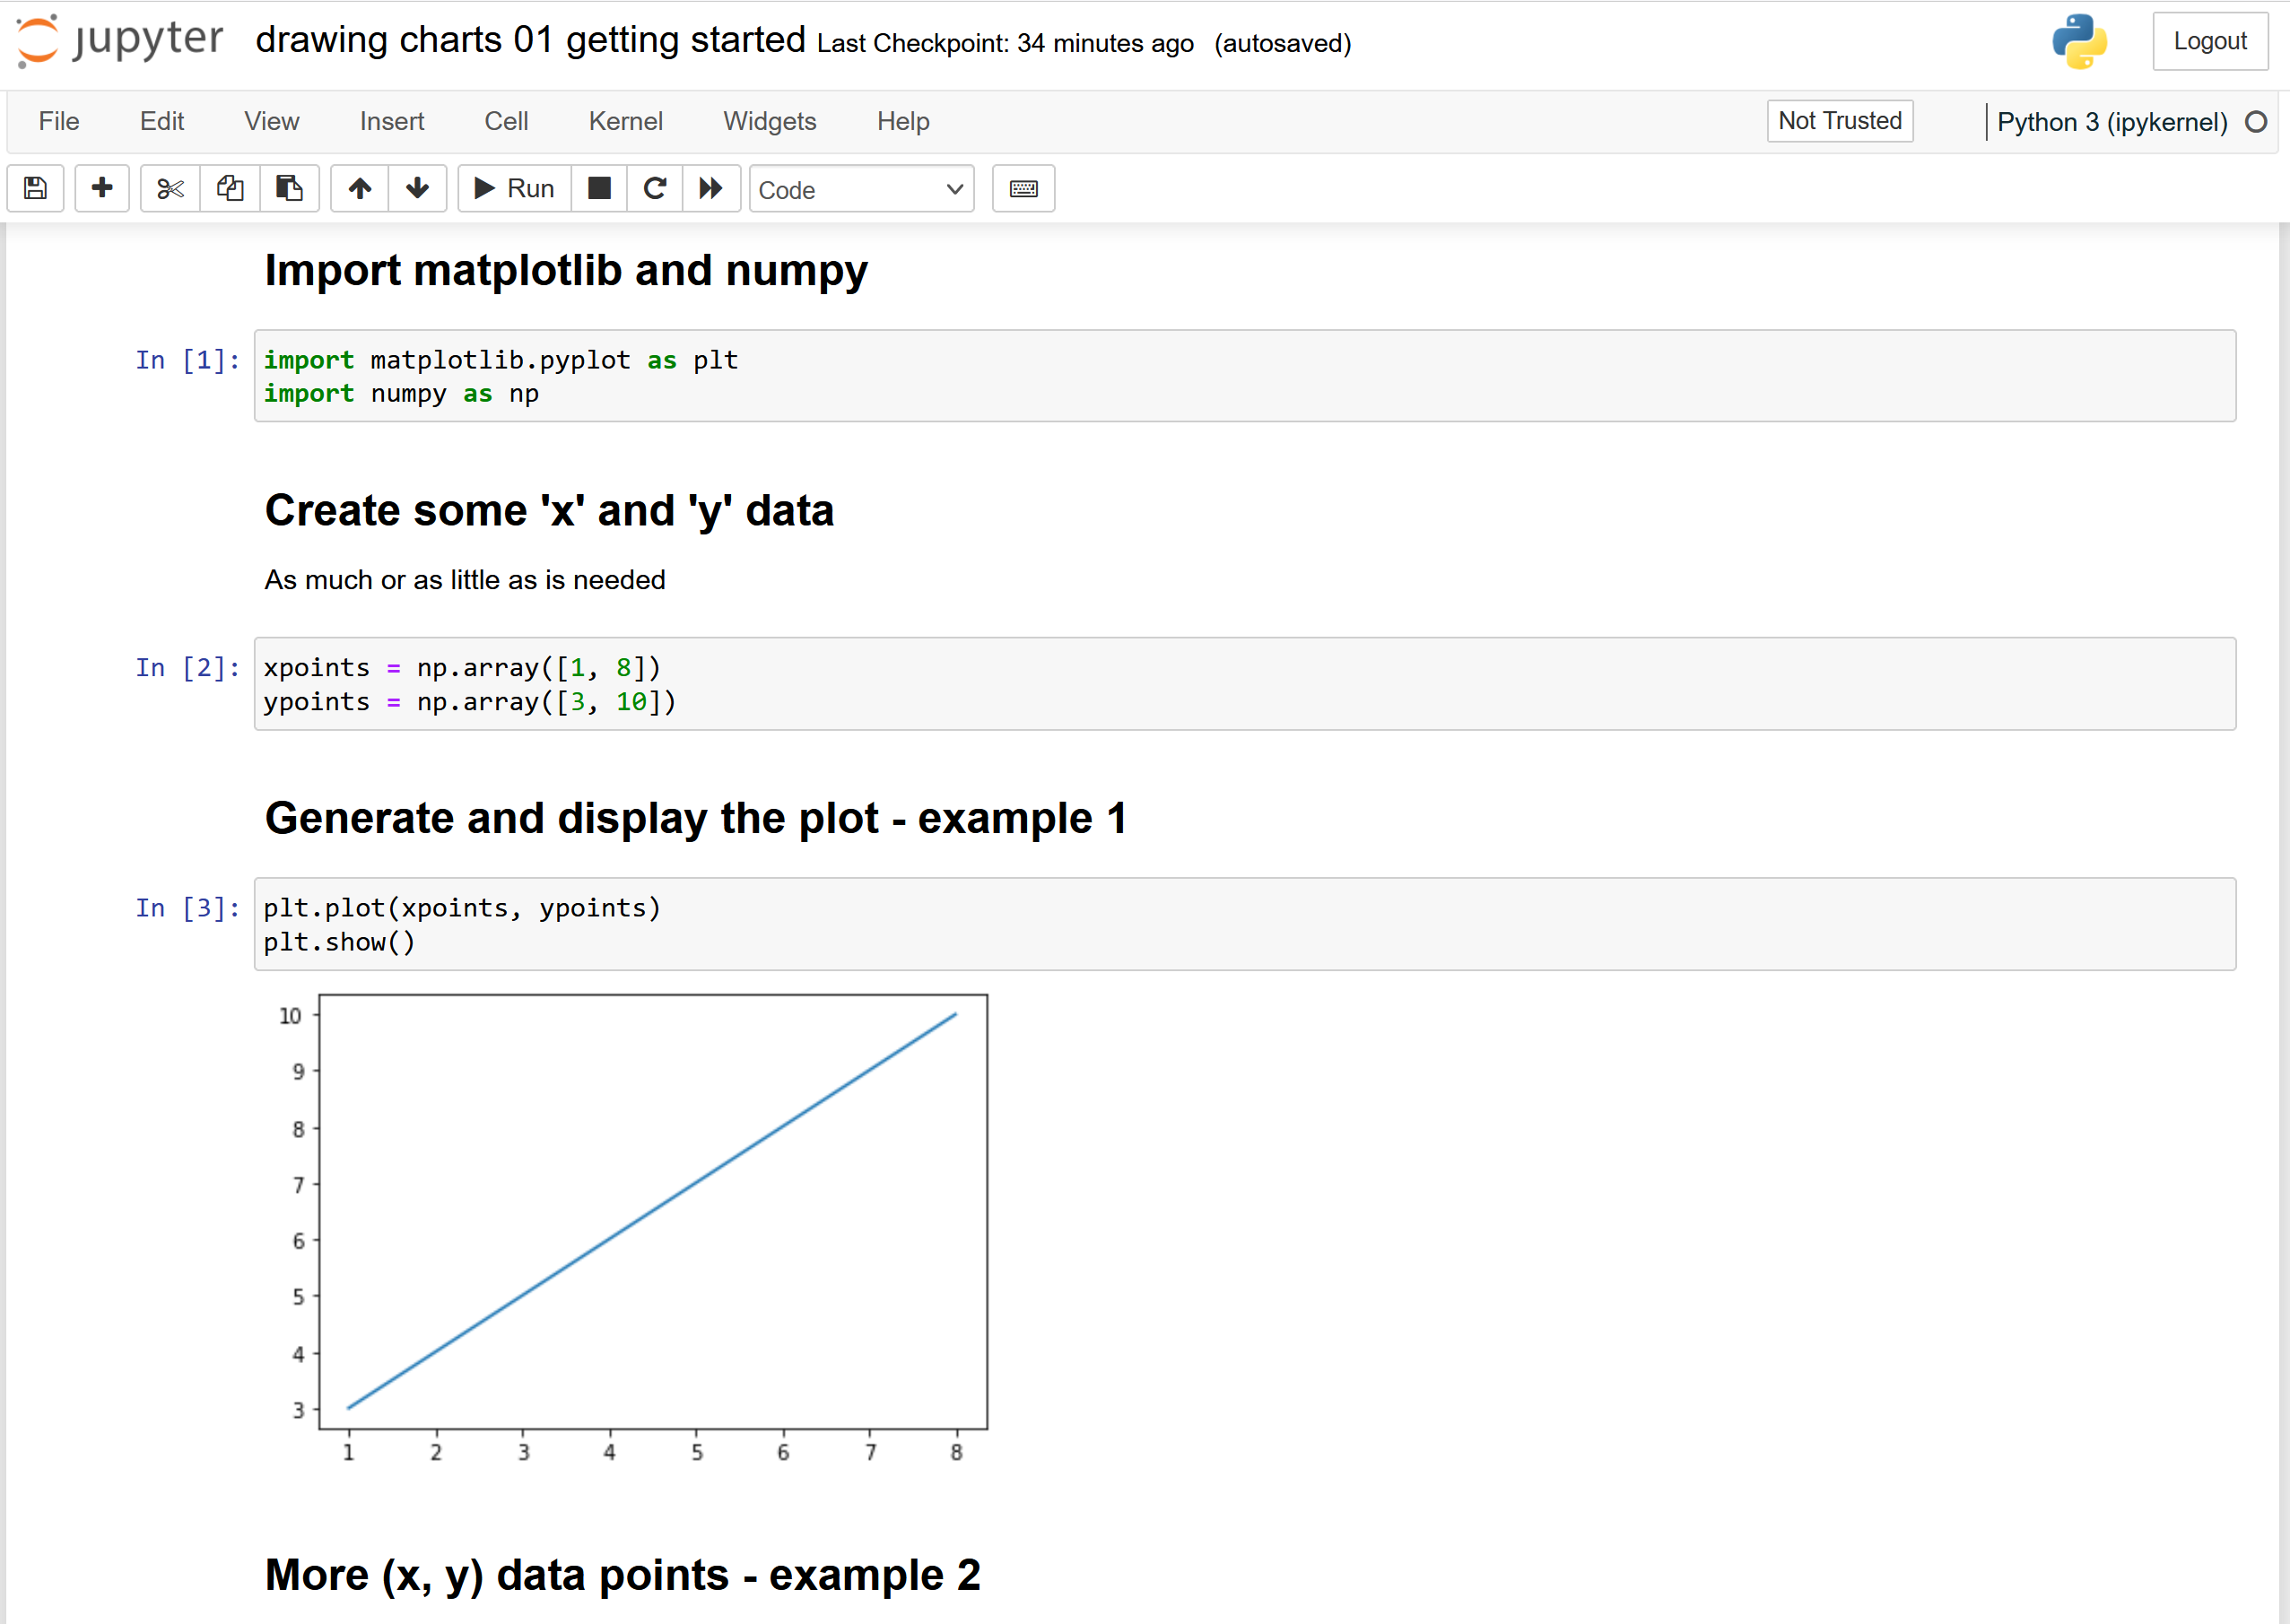 jupyter drawing charts 01 getting started Last Checkpoint: 34 minutes ago (autosaved) Logout
File Edit View Insert Cell Kernel Widgets Help Not Trusted Python 3 (ipykernel)
Run Code
Import matplotlib and numpy
In [1]: import matplotlib.pyplot as plt
import numpy as np
Create some 'x' and 'y' data
As much or as little as is needed
In [2]: xpoints = np.array([1, 8])
ypoints = np.array([3, 10])
Generate and display the plot - example 1
In [3]: plt.plot(xpoints, ypoints)
plt.show()
10
9
8
7
6
5
4
3
1 2 3 4 5 6 7 8
More (x, y) data points - example 2